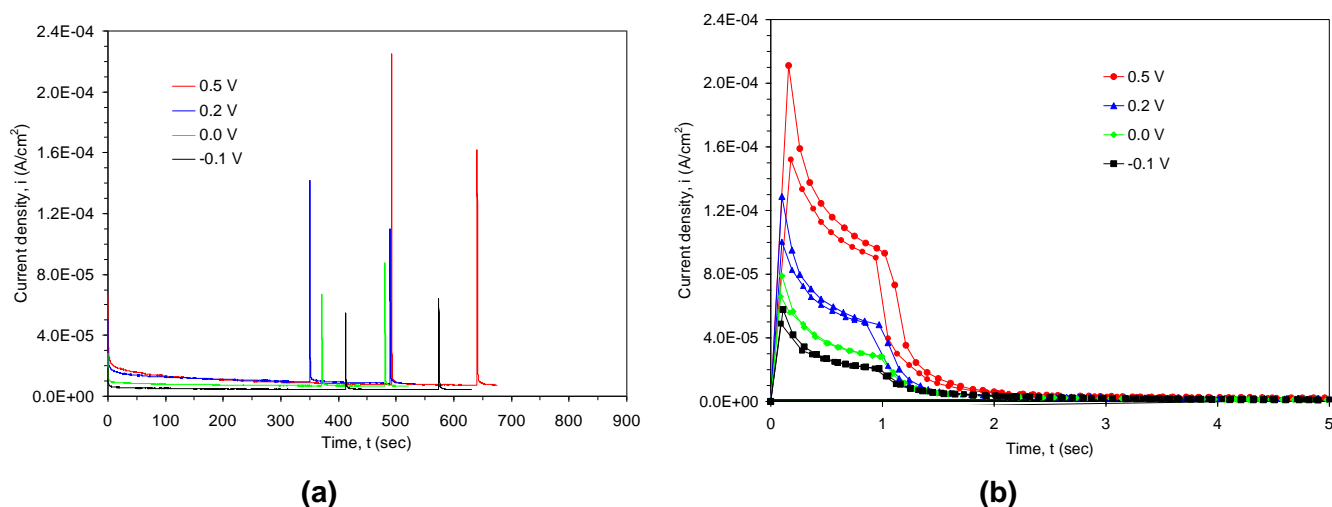 2.4E-04
2.0E-04
1.6E-04
1.2E-04
8.0E-05
4.0E-05
0.0E+00
Current density, i (A/cm²)
0.5 V
0.2 V
0.0 V
-0.1 V
0 100 200 300 400 500 600 700 800 900
Time, t (sec)
(a)
2.4E-04
2.0E-04
1.6E-04
1.2E-04
8.0E-05
4.0E-05
0.0E+00
Current density, i (A/cm²)
0.5 V
0.2 V
0.0 V
-0.1 V
0 1 2 3 4 5
Time, t (sec)
(b)